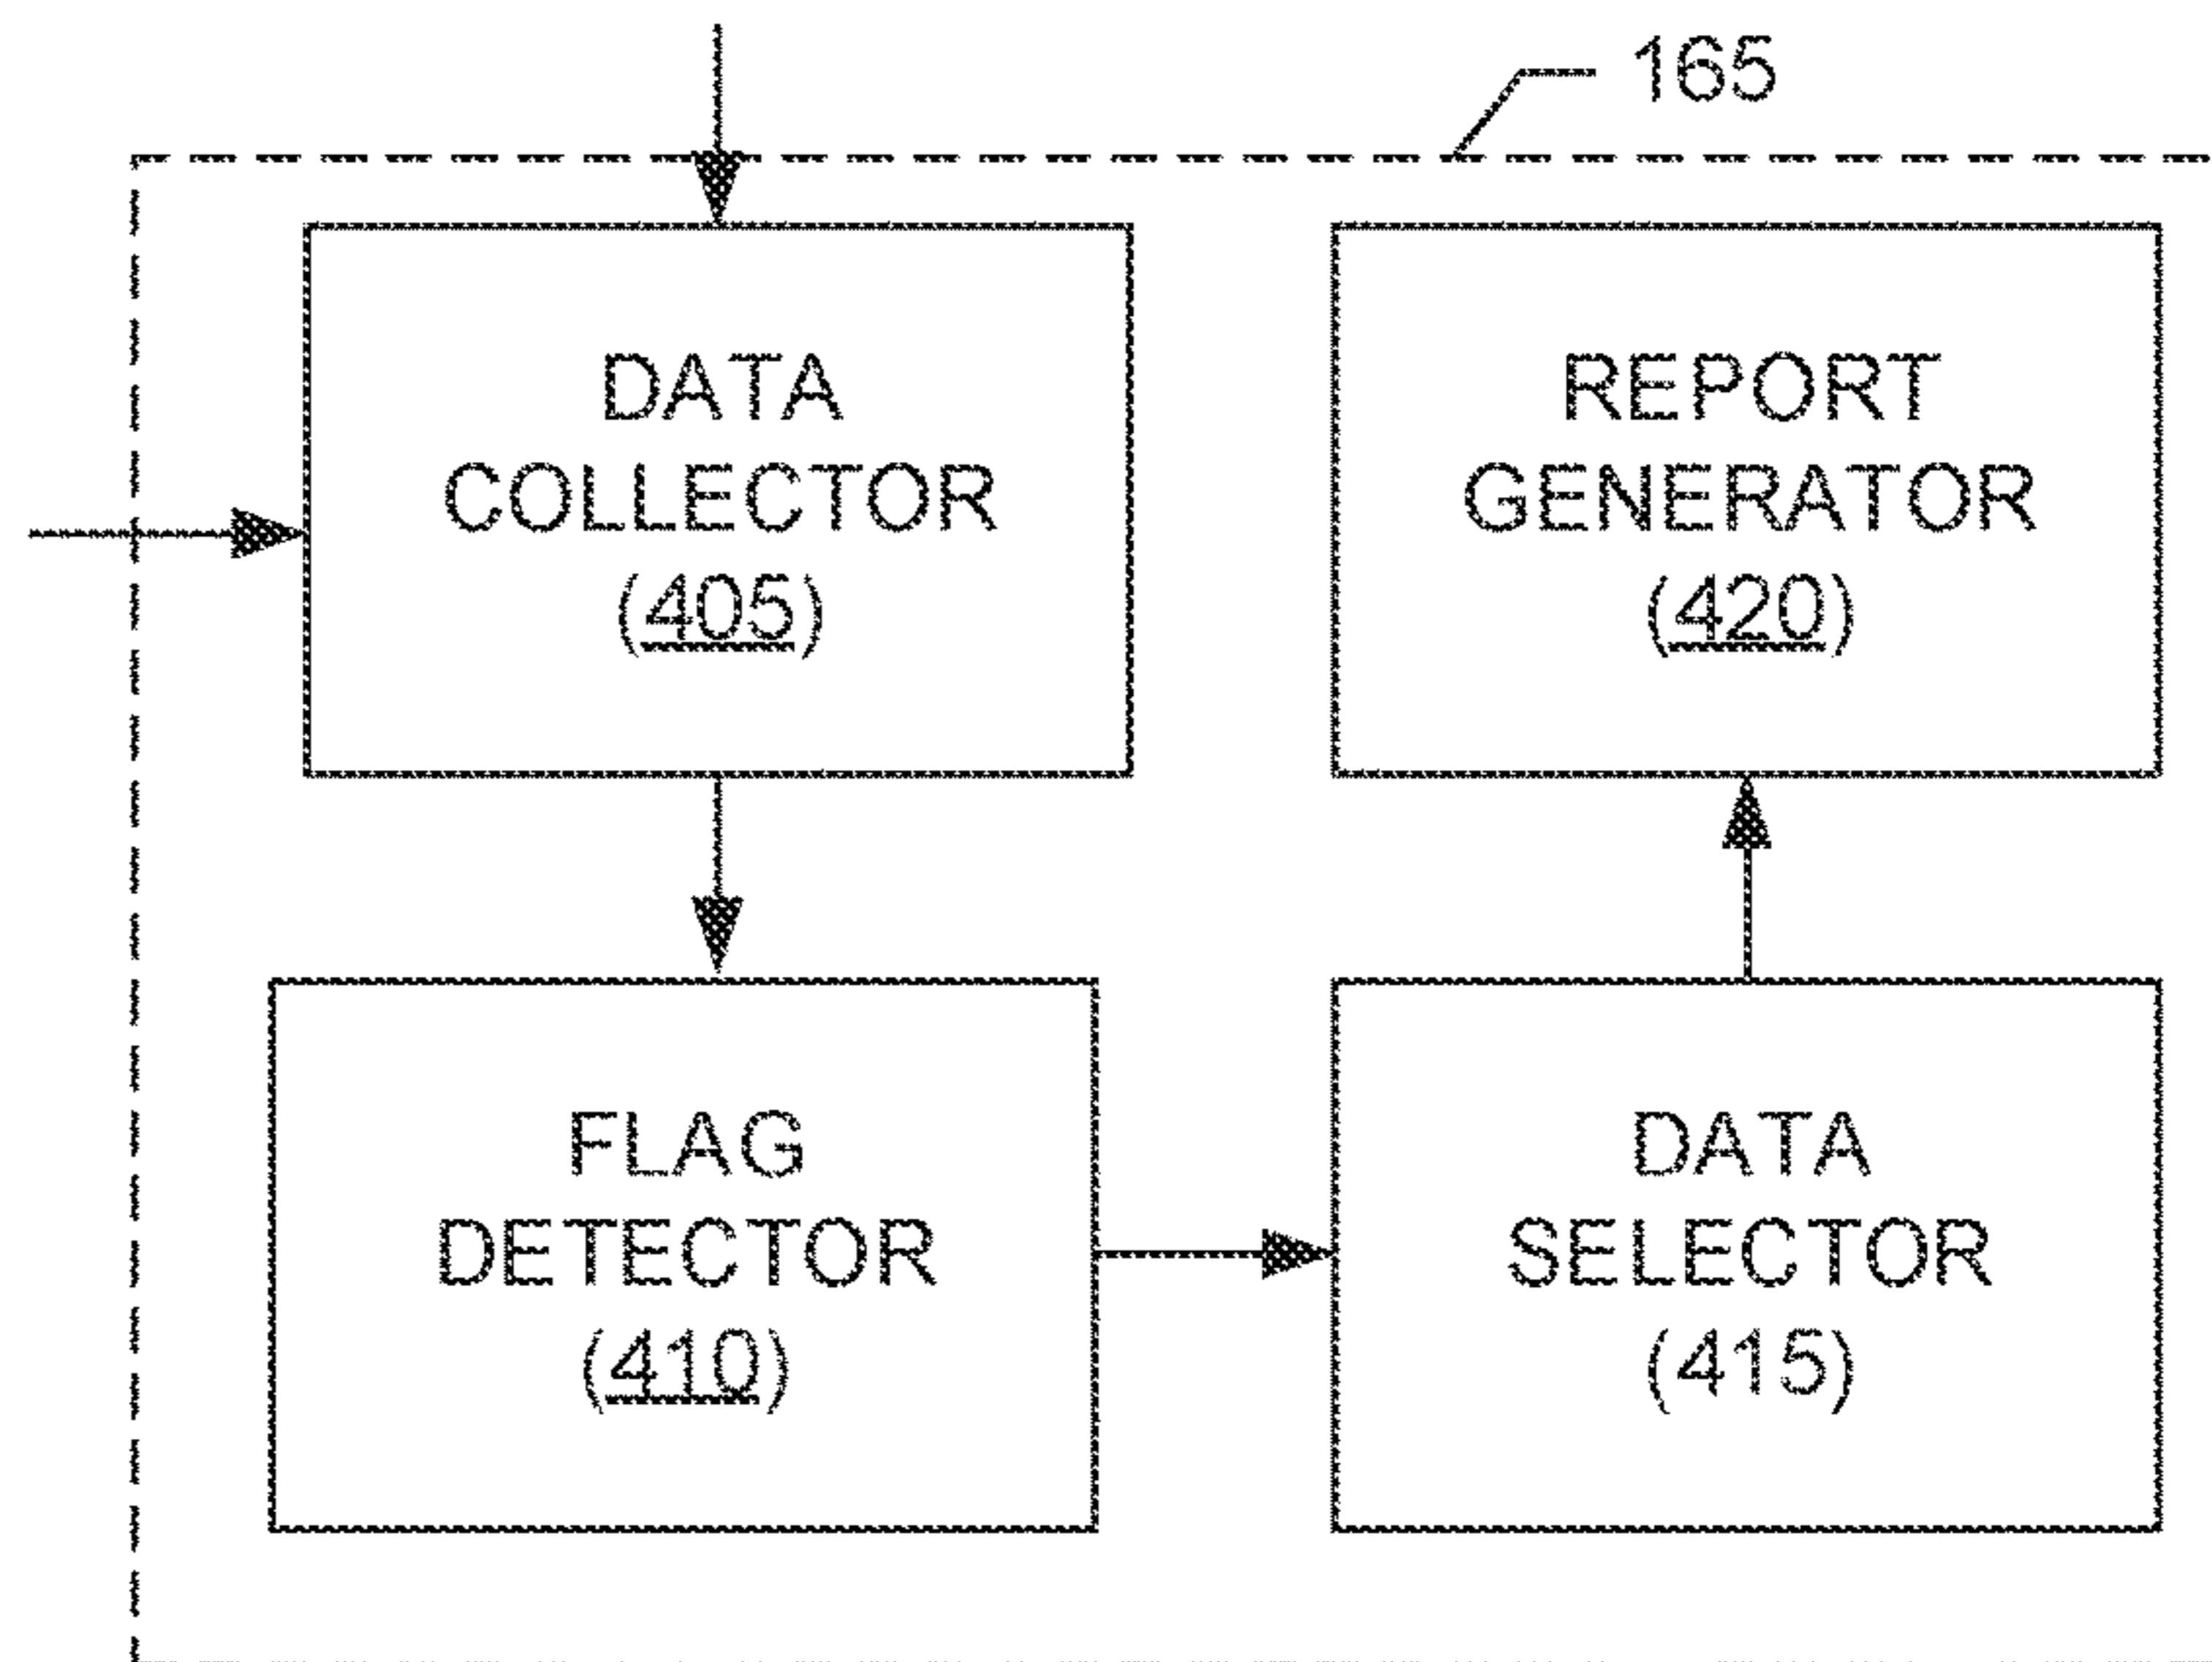 165
DATA
COLLECTOR
(405)
REPORT
GENERATOR
(420)
FLAG
DETECTOR
(410)
DATA
SELECTOR
(415)